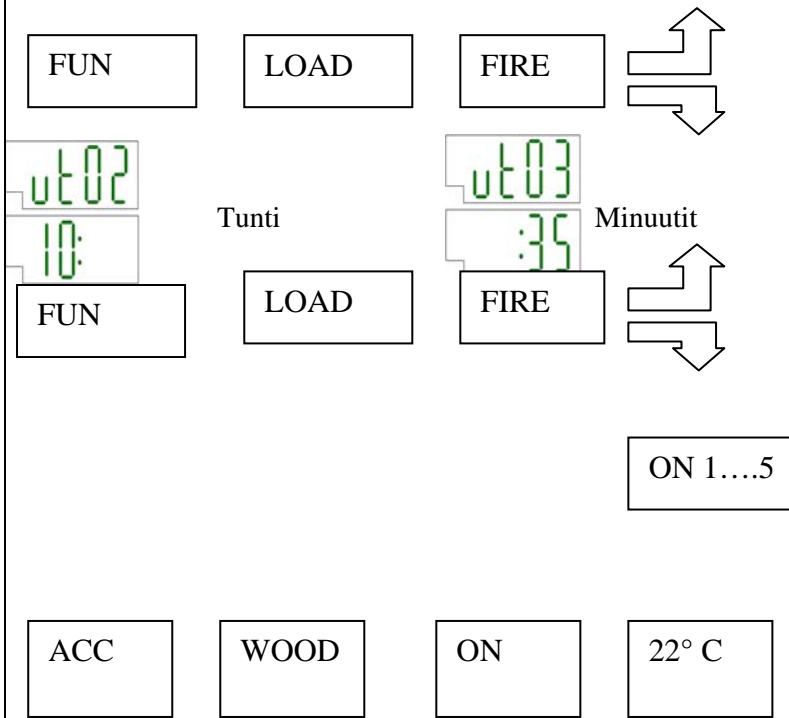 FUN LOAD FIRE
ut02 ut03
Tunti Minuutit
10: :35
FUN LOAD FIRE
ON 1….5
ACC WOOD ON 22° C